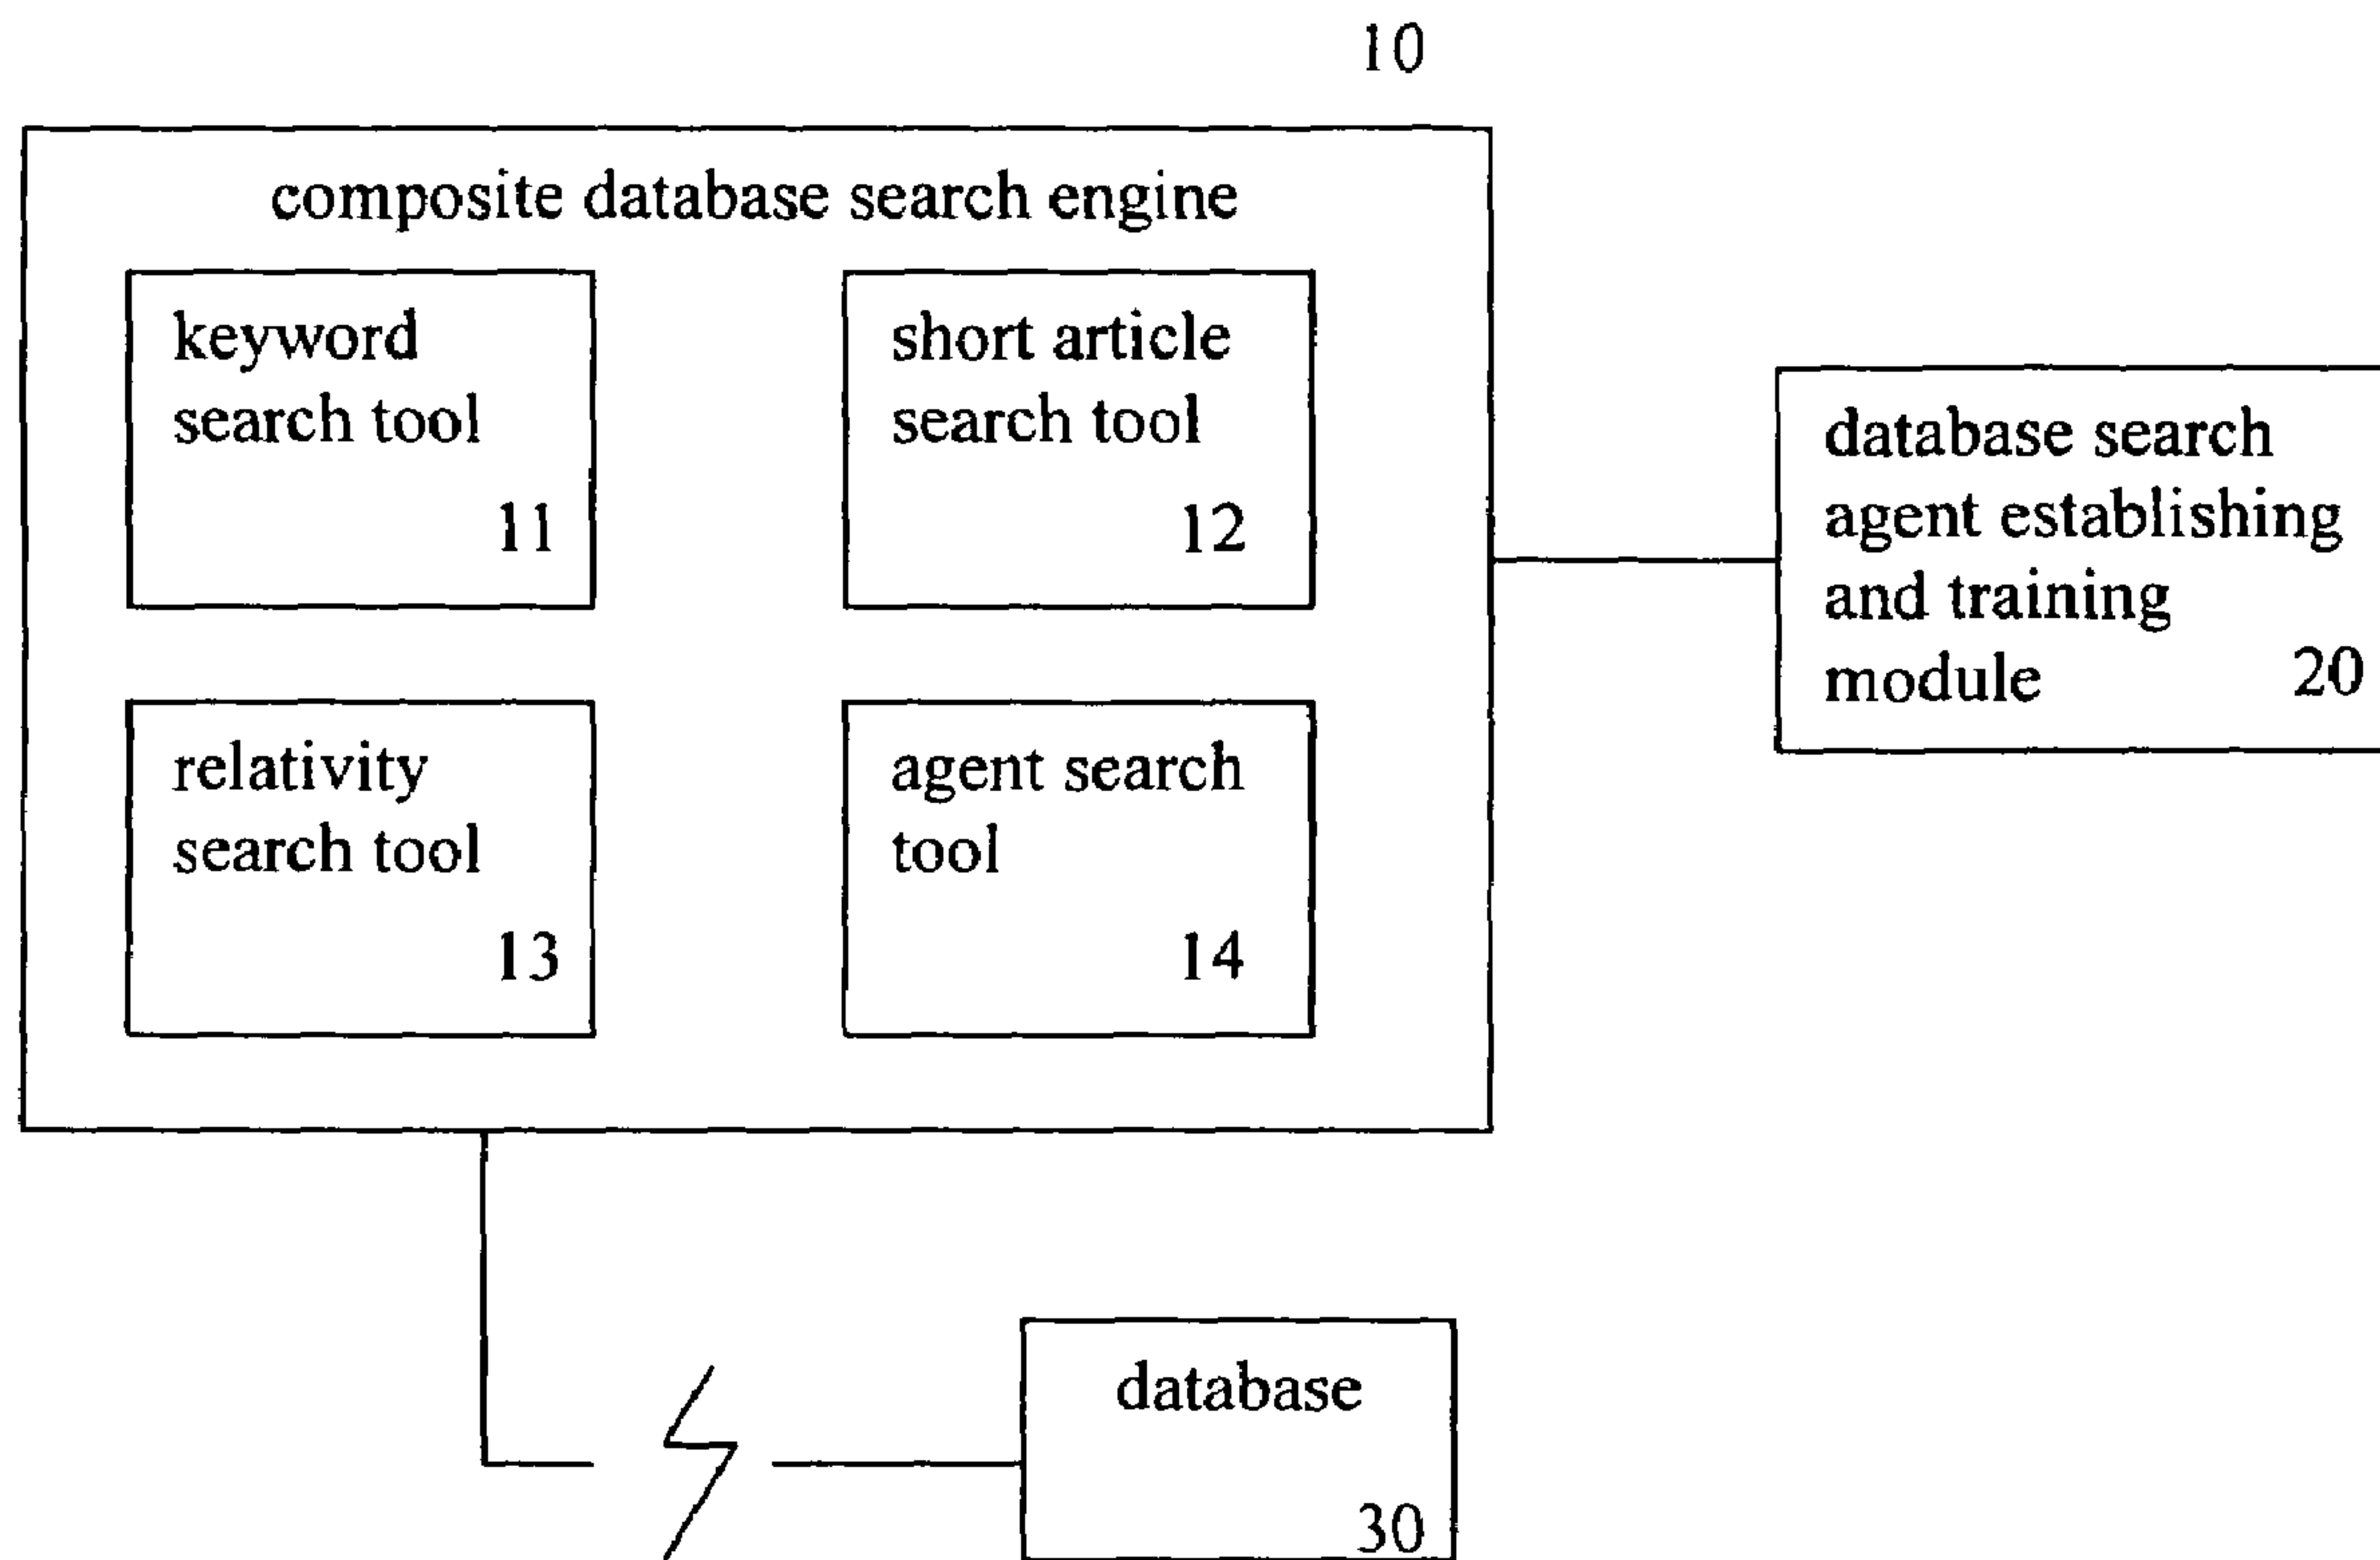 10
composite database search engine
keyword
search tool
11
short article
search tool
12
relativity
search tool
13
agent search
tool
14
database search
agent establishing
and training
module 20
database
30